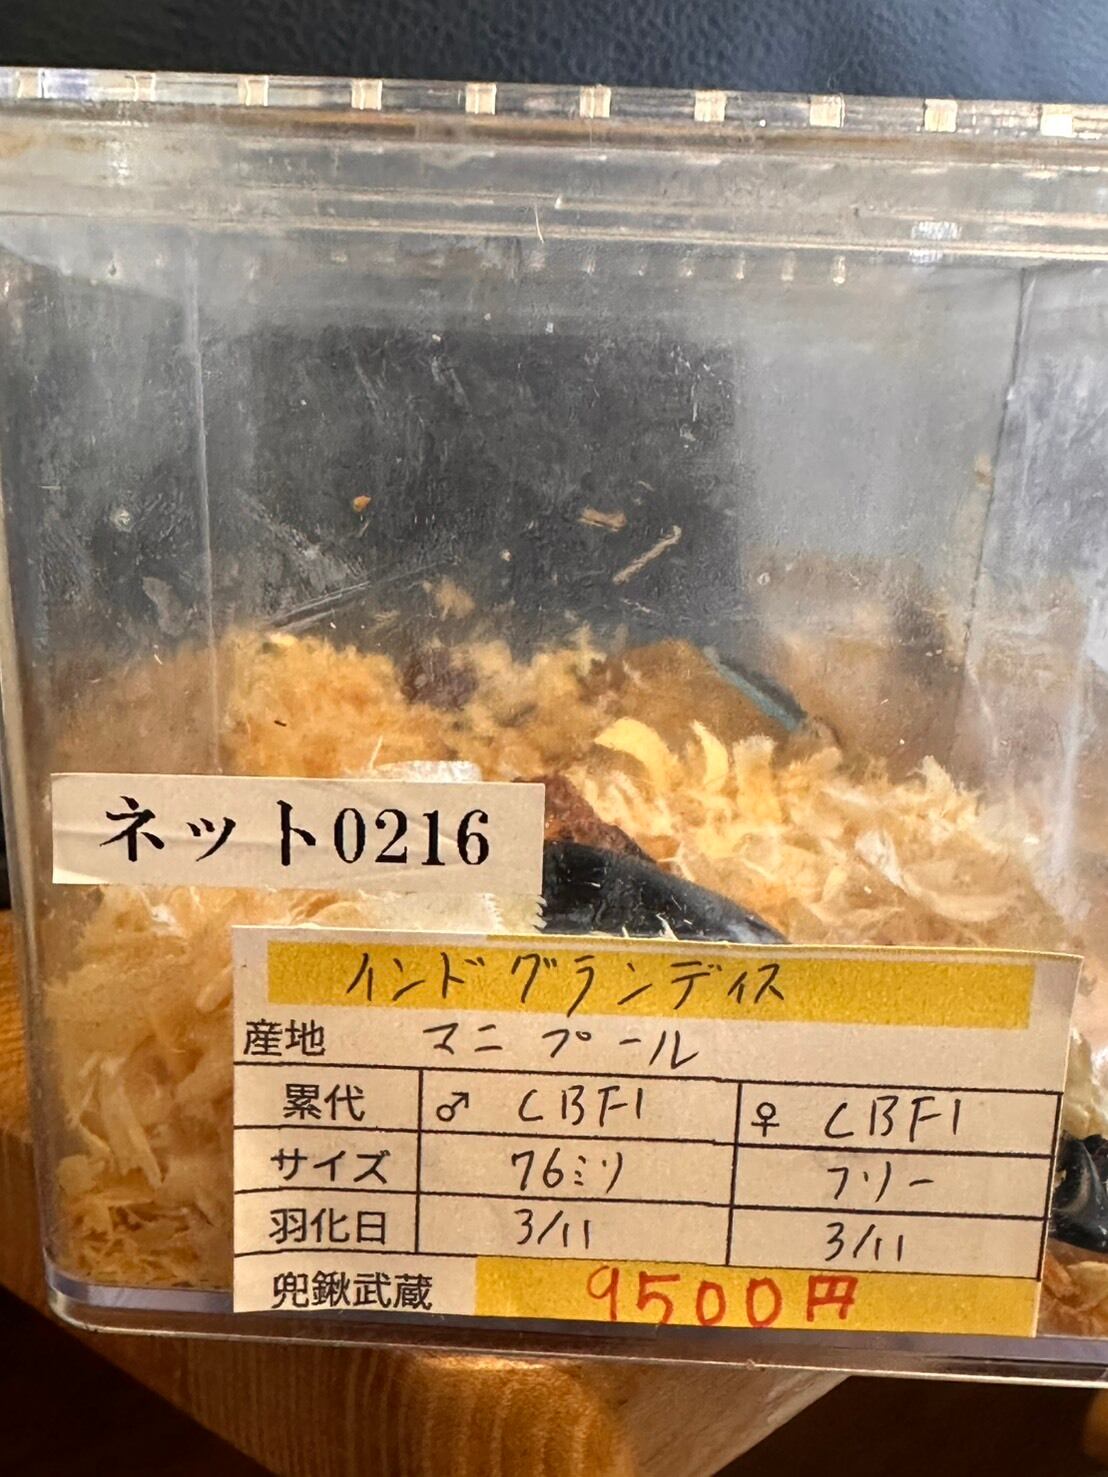 ネット0216
インドグランディス
産地 マニプール
累代 ♂ CBF1 ♀ CBF1
サイズ 76ミリ フリー
羽化日 3/11 3/11
兜鍬武蔵 9500円